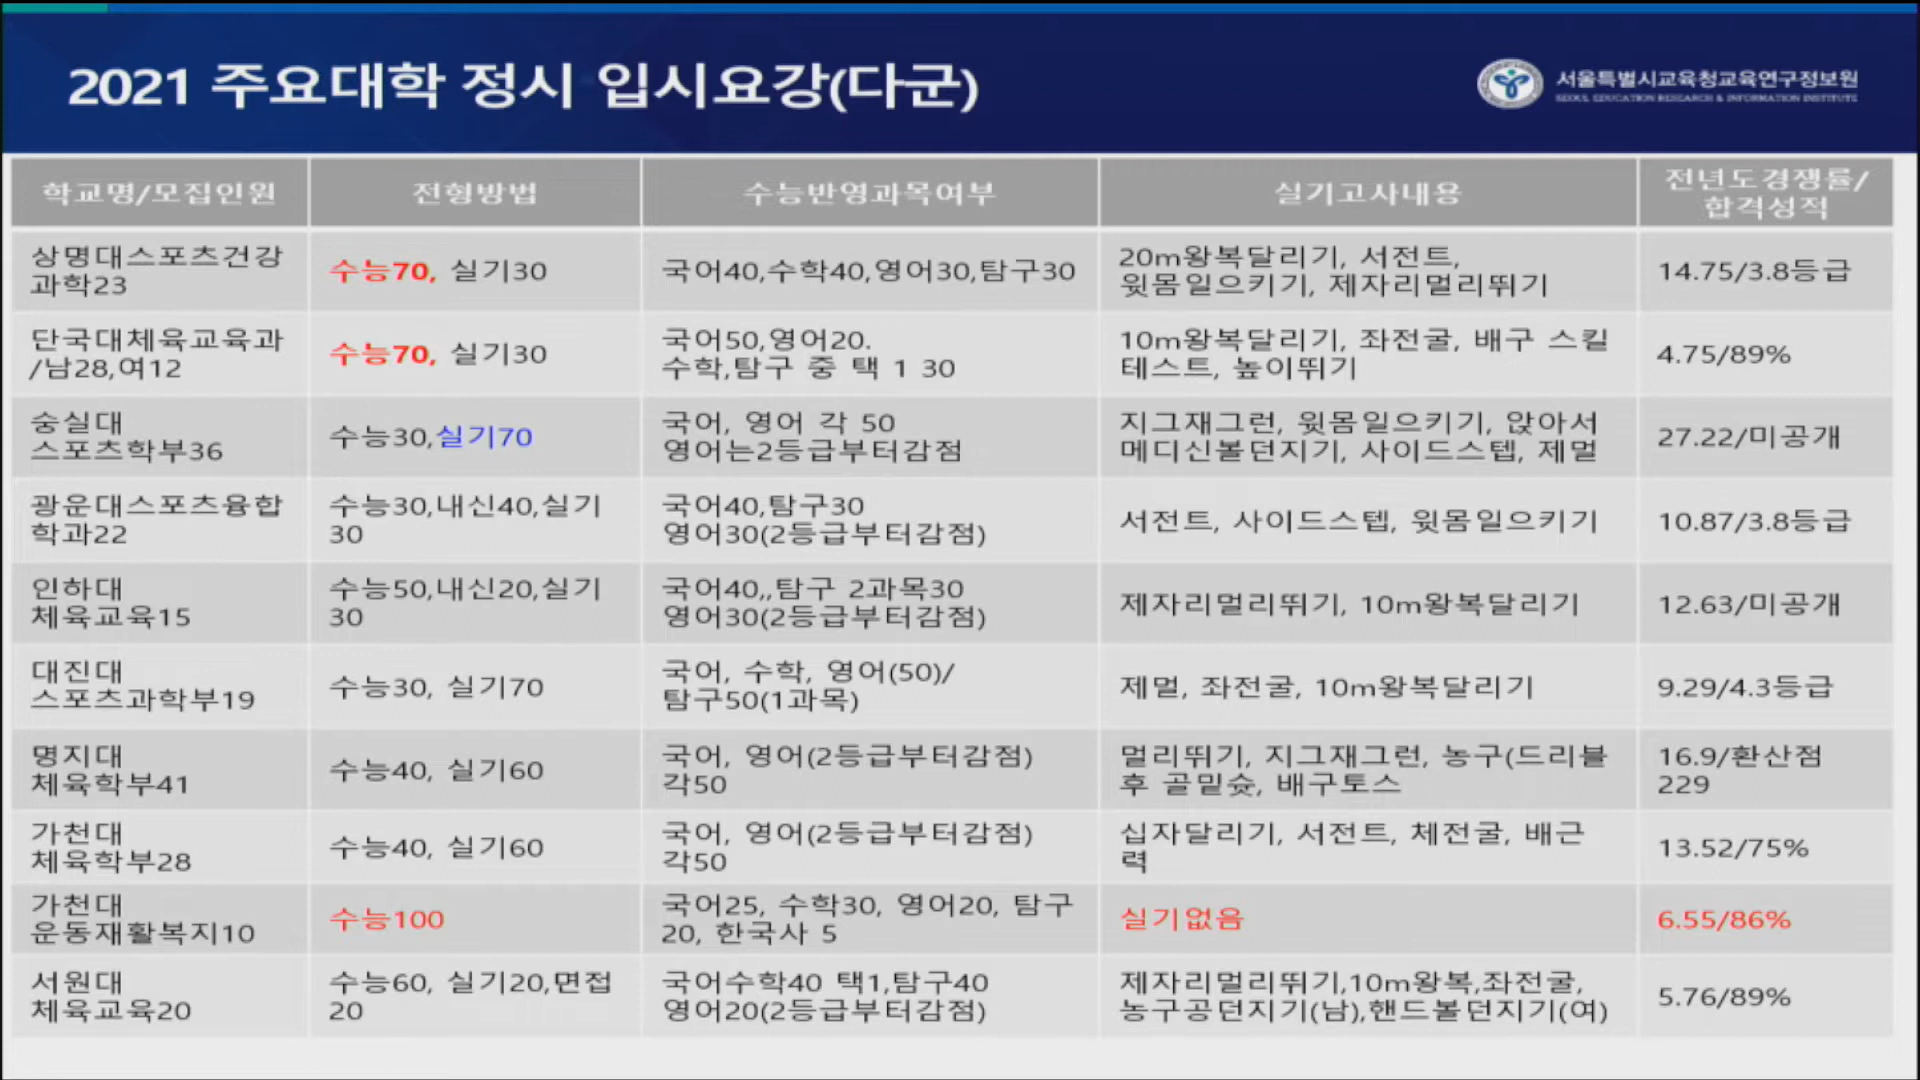 2021 주요대학 정시 입시요강(다군)
서울특별시교육청교육연구정보원
SEOUL EDUCATION RESEARCH & INFORMATION INSTITUTE
학교명/모집인원
전형방법
수능반영과목여부
실기고사내용
전년도경쟁률/
합격성적
상명대스포츠건강
과학23
수능70, 실기30
국어40,수학40,영어30,탐구30
20m왕복달리기, 서전트,
윗몸일으키기, 제자리멀리뛰기
14.75/3.8등급
단국대체육교육과
/남28,여12
수능70, 실기30
국어50,영어20.
수학,탐구 중 택 1 30
10m왕복달리기, 좌전굴, 배구 스킬
테스트, 높이뛰기
4.75/89%
숭실대
스포츠학부36
수능30,실기70
국어, 영어 각 50
영어는2등급부터감점
지그재그런, 윗몸일으키기, 앉아서
메디신볼던지기, 사이드스텝, 제멀
27.22/미공개
광운대스포츠융합
학과22
수능30,내신40,실기
30
국어40,탐구30
영어30(2등급부터감점)
서전트, 사이드스텝, 윗몸일으키기
10.87/3.8등급
인하대
체육교육15
수능50,내신20,실기
30
국어40,,탐구 2과목30
영어30(2등급부터감점)
제자리멀리뛰기, 10m왕복달리기
12.63/미공개
대진대
스포츠과학부19
수능30, 실기70
국어, 수학, 영어(50)/
탐구50(1과목)
제멀, 좌전굴, 10m왕복달리기
9.29/4.3등급
명지대
체육학부41
수능40, 실기60
국어, 영어(2등급부터감점)
각50
멀리뛰기, 지그재그런, 농구(드리블
후 골밑슛, 배구토스
16.9/환산점
229
가천대
체육학부28
수능40, 실기60
국어, 영어(2등급부터감점)
각50
십자달리기, 서전트, 체전굴, 배근
력
13.52/75%
가천대
운동재활복지10
수능100
국어25, 수학30, 영어20, 탐구
20, 한국사 5
실기없음
6.55/86%
서원대
체육교육20
수능60, 실기20,면접
20
국어수학40 택1,탐구40
영어20(2등급부터감점)
제자리멀리뛰기,10m왕복,좌전굴,
농구공던지기(남),핸드볼던지기(여)
5.76/89%